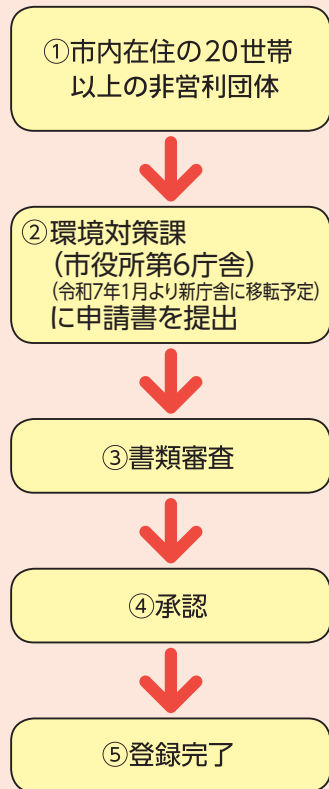 ①市内在住の20世帯
以上の非営利団体
②環境対策課
(市役所第6庁舎)
(令和7年1月より新庁舎に移転予定)
に申請書を提出
③書類審査
④承認
⑤登録完了